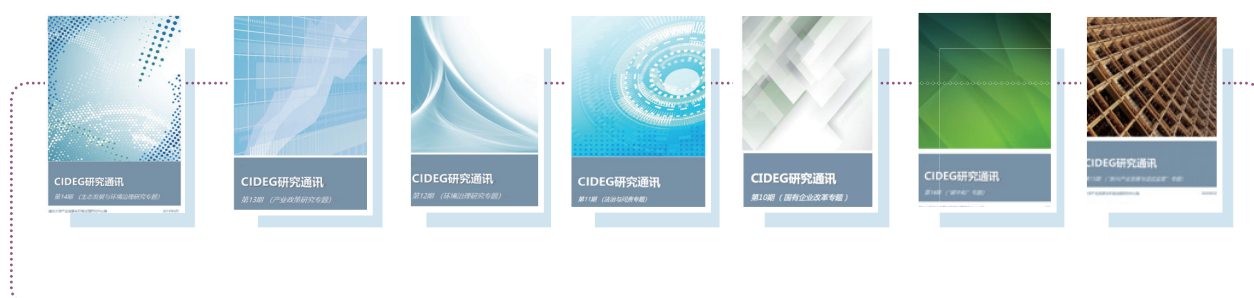 CIDEG研究通讯
第14期 (生态发展与环境治理研究专题)
CIDEG研究通讯
第13期 (产业政策研究专题)
CIDEG研究通讯
第12期 (环境治理研究专题)
CIDEG研究通讯
第11期 (法治与问责专题)
CIDEG研究通讯
第10期 ( 国有企业改革专题 )
CIDEG研究通讯
专题)
CIDEG研究通讯
专题)